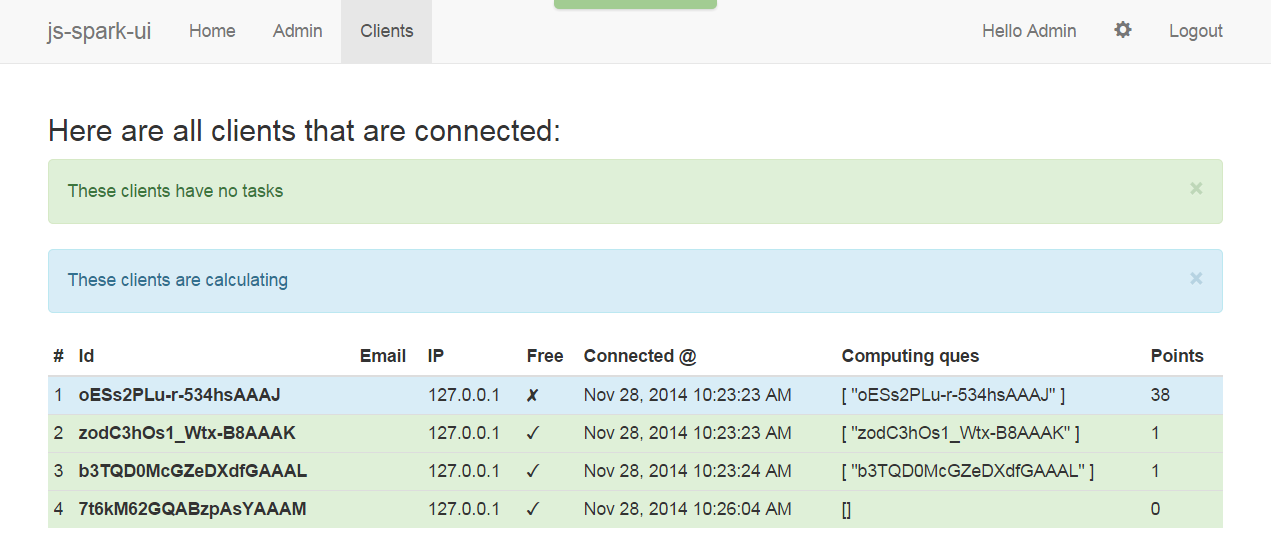 js-spark-ui Home Admin Clients Hello Admin Logout
Here are all clients that are connected:
These clients have no tasks ×
These clients are calculating ×
# Id Email IP Free Connected @ Computing ques Points
1 oESs2PLu-r-534hsAAAJ 127.0.0.1 ✗ Nov 28, 2014 10:23:23 AM [ "oESs2PLu-r-534hsAAAJ" ] 38
2 zodC3hOs1_Wtx-B8AAAK 127.0.0.1 ✓ Nov 28, 2014 10:23:23 AM [ "zodC3hOs1_Wtx-B8AAAK" ] 1
3 b3TQD0McGZeDXdfGAAAL 127.0.0.1 ✓ Nov 28, 2014 10:23:24 AM [ "b3TQD0McGZeDXdfGAAAL" ] 1
4 7t6kM62GQABzpAsYAAAM 127.0.0.1 ✓ Nov 28, 2014 10:26:04 AM [] 0